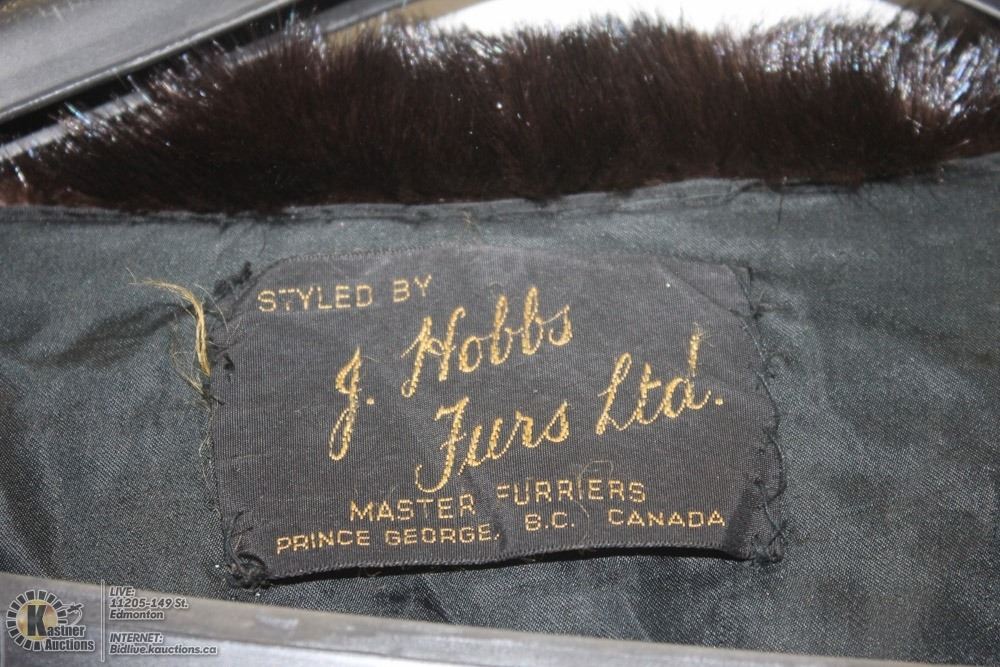 STYLED BY
J. Hobbs
Furs Ltd.
MASTER FURRIERS
PRINCE GEORGE, B.C. CANADA
Kastner
Auctions
LIVE:
11205-149 St.
Edmonton
INTERNET:
Bidlive.kauctions.ca